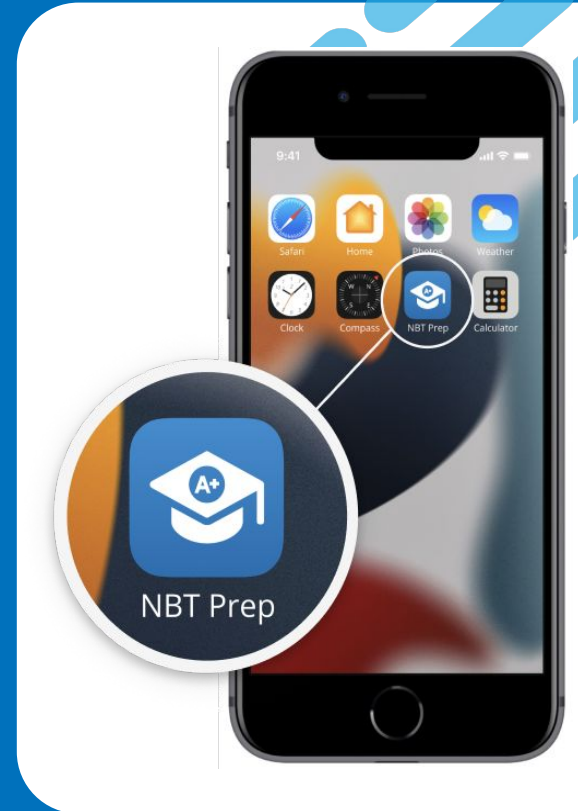 9:41
Safari
Home
Photos
Weather
Clock
Compass
NBT Prep
Calculator
W N
S E
A+
NBT Prep